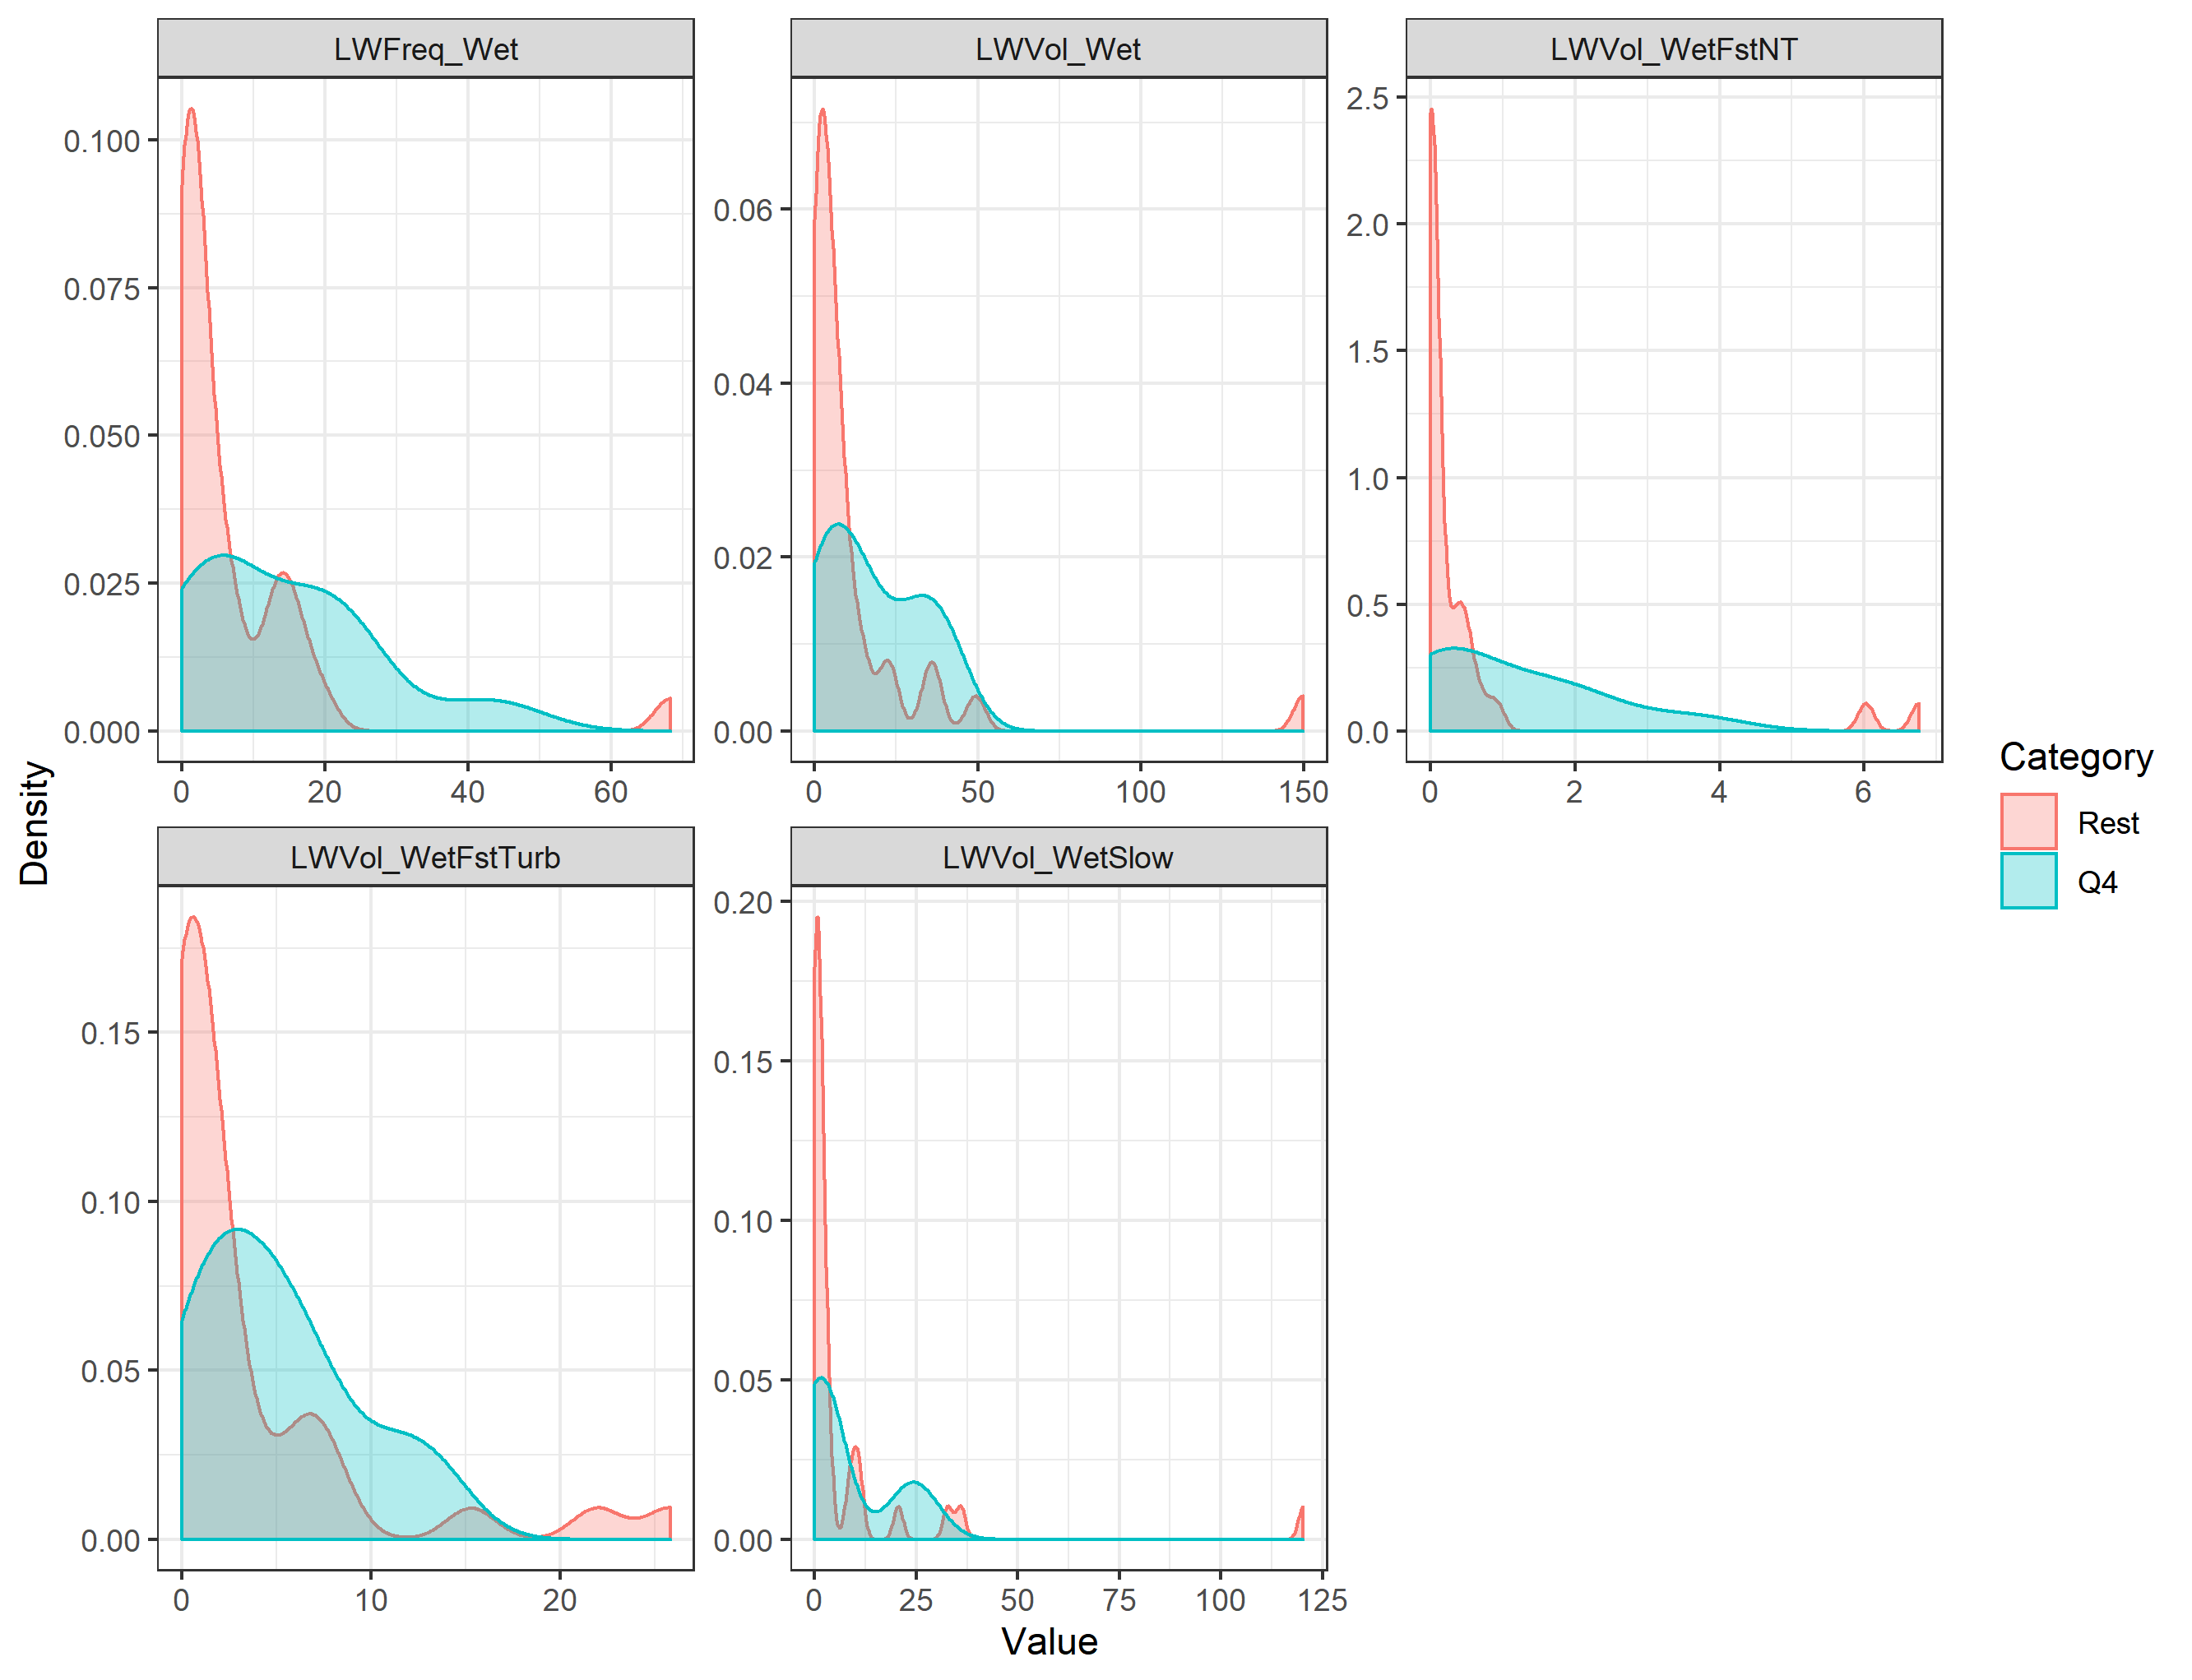 LWFreq_Wet
LWVol_Wet
LWVol_WetFstNT
0.100
0.075
0.050
0.025
0.000
0 20 40 60
0.06
0.04
0.02
0.00
0 50 100 150
2.5
2.0
1.5
1.0
0.5
0.0
0 2 4 6
LWVol_WetFstTurb
LWVol_WetSlow
0.15
0.10
0.05
0.00
0 10 20
0.20
0.15
0.10
0.05
0.00
0 25 50 75 100 125
Density
Value
Category
Rest
Q4